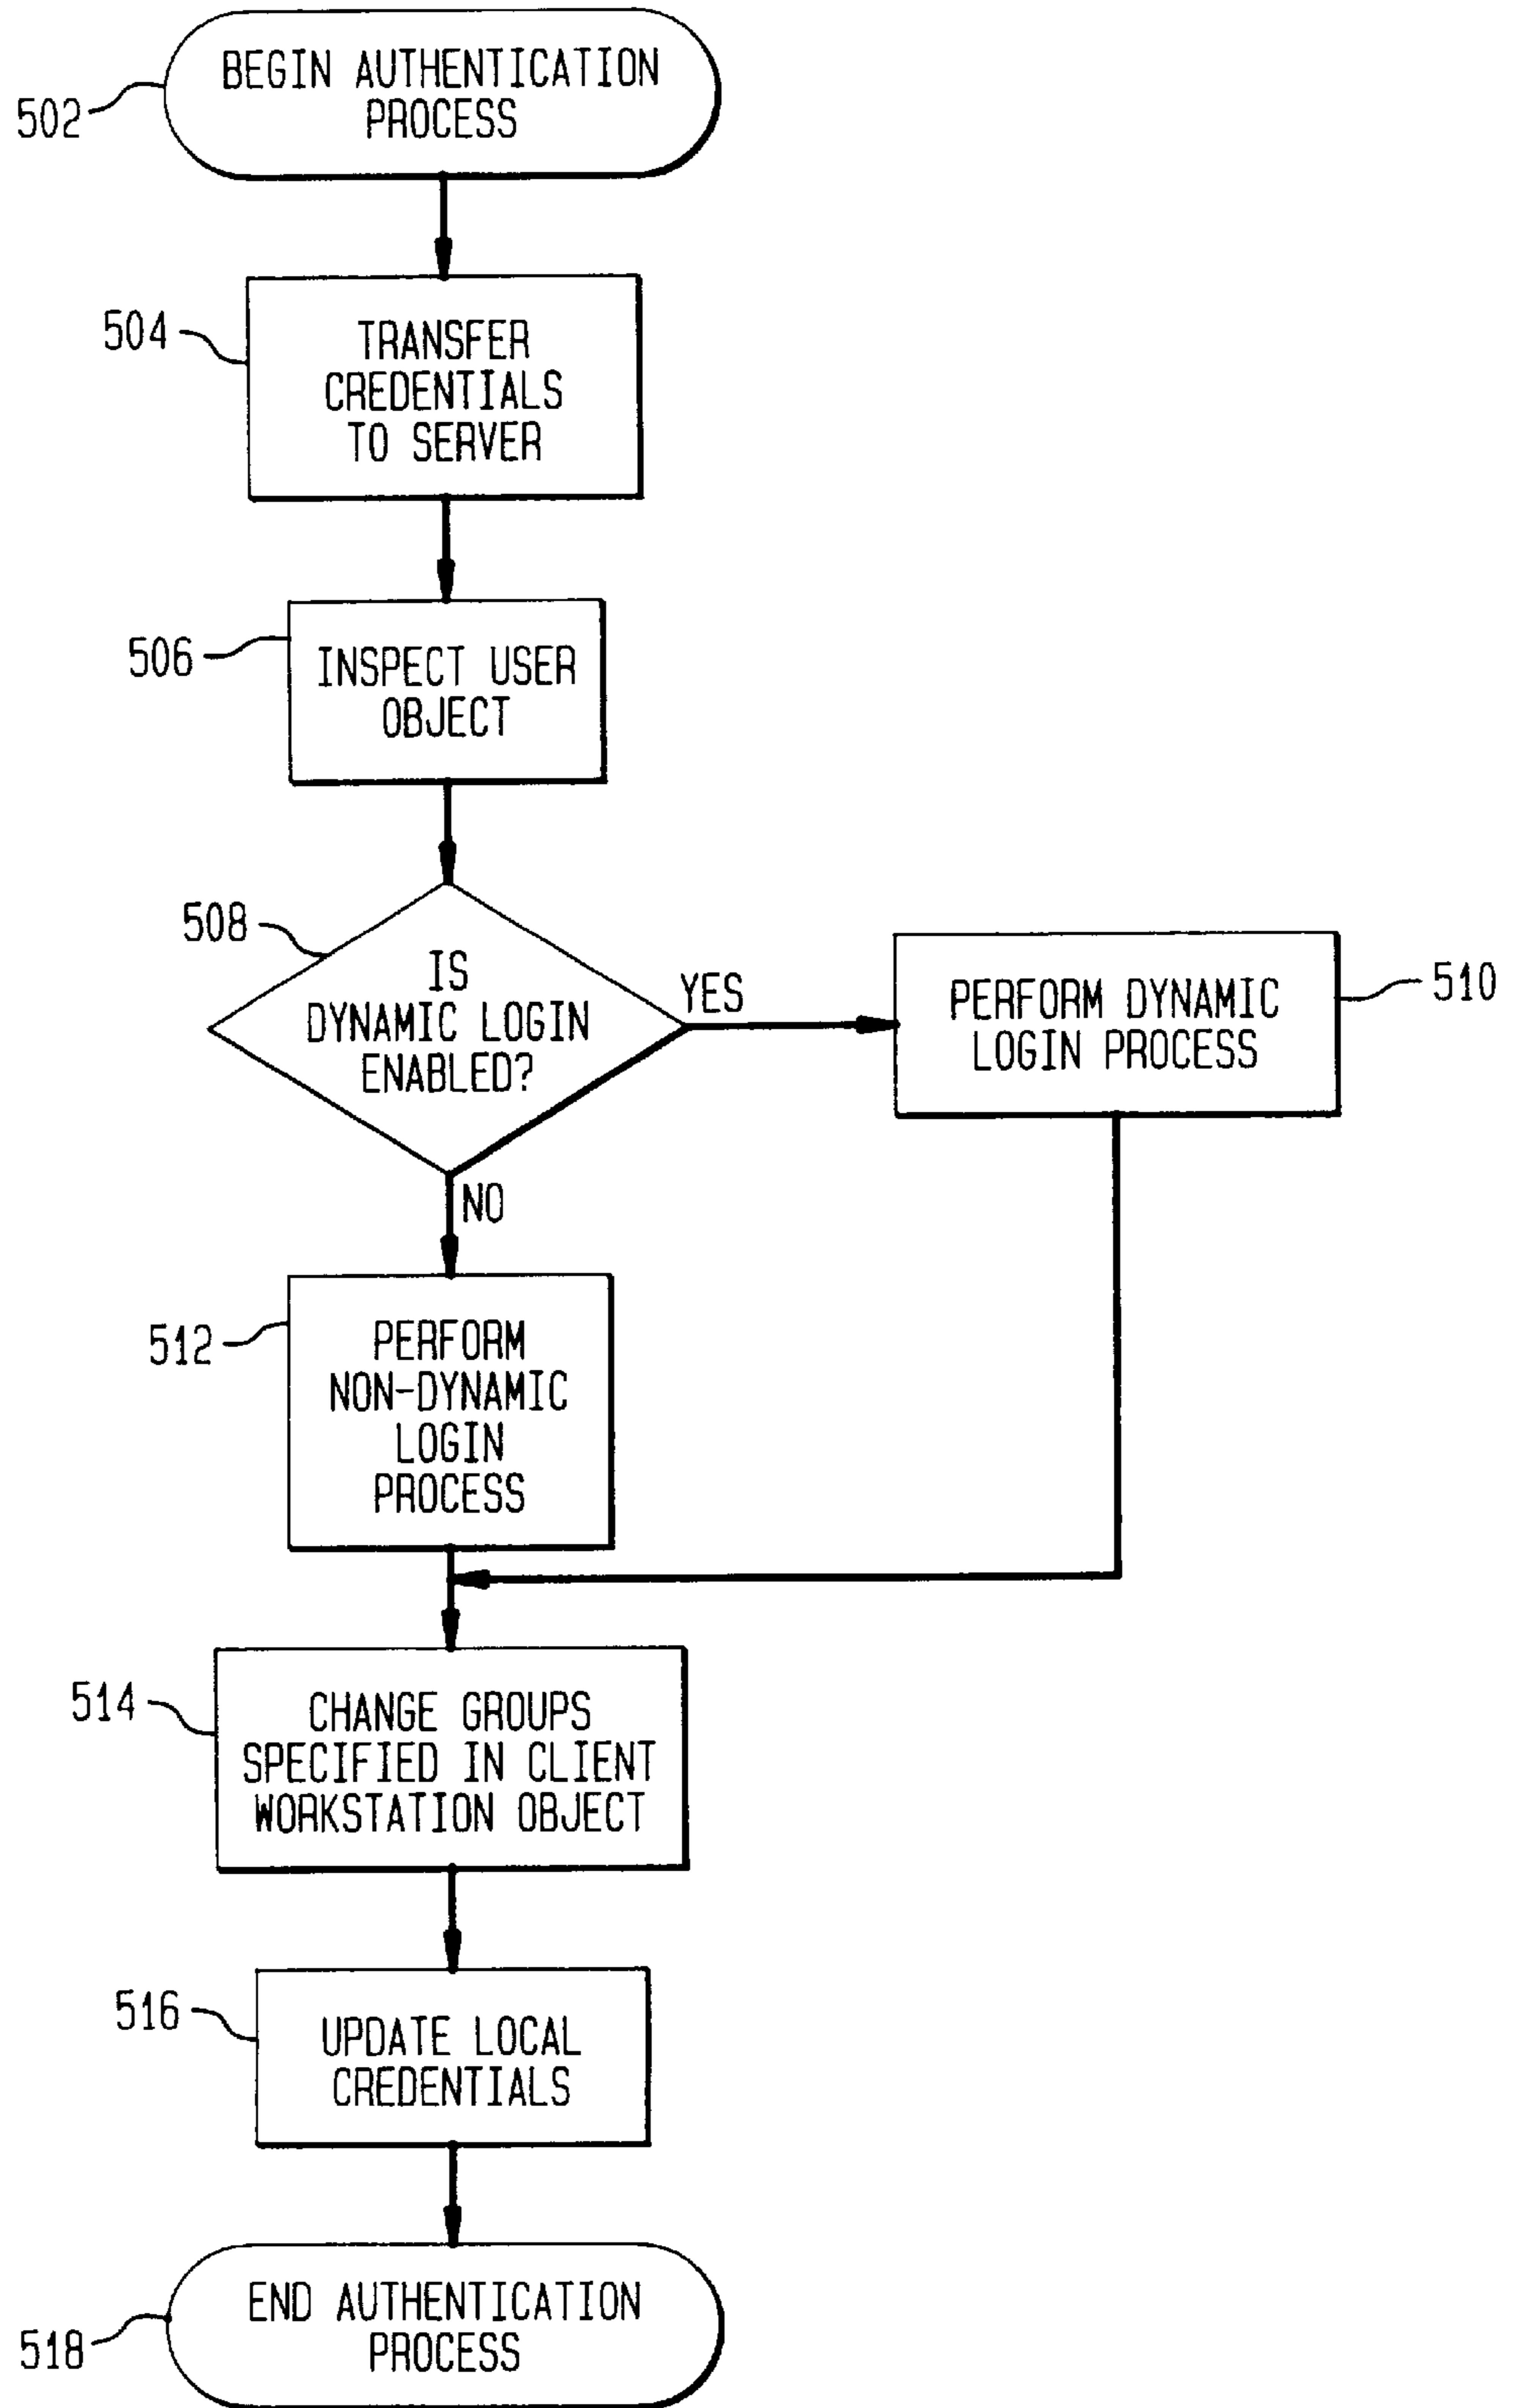 BEGIN AUTHENTICATION
PROCESS
502
504
TRANSFER
CREDENTIALS
TO SERVER
506
INSPECT USER
OBJECT
508
IS
DYNAMIC LOGIN
ENABLED?
YES
PERFORM DYNAMIC
LOGIN PROCESS
510
NO
512
PERFORM
NON-DYNAMIC
LOGIN
PROCESS
514
CHANGE GROUPS
SPECIFIED IN CLIENT
WORKSTATION OBJECT
516
UPDATE LOCAL
CREDENTIALS
END AUTHENTICATION
PROCESS
518